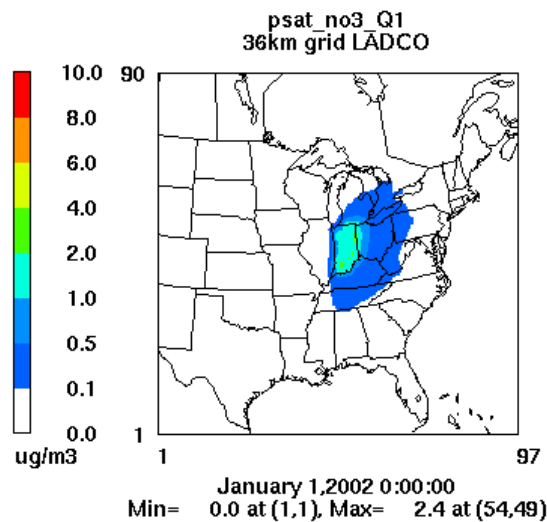 psat_no3_Q1
36km grid LADCO
10.0
8.0
6.0
4.0
2.0
1.0
0.5
0.1
0.0
ug/m3
90
1
1
97
January 1,2002 0:00:00
Min= 0.0 at (1,1), Max= 2.4 at (54,49)